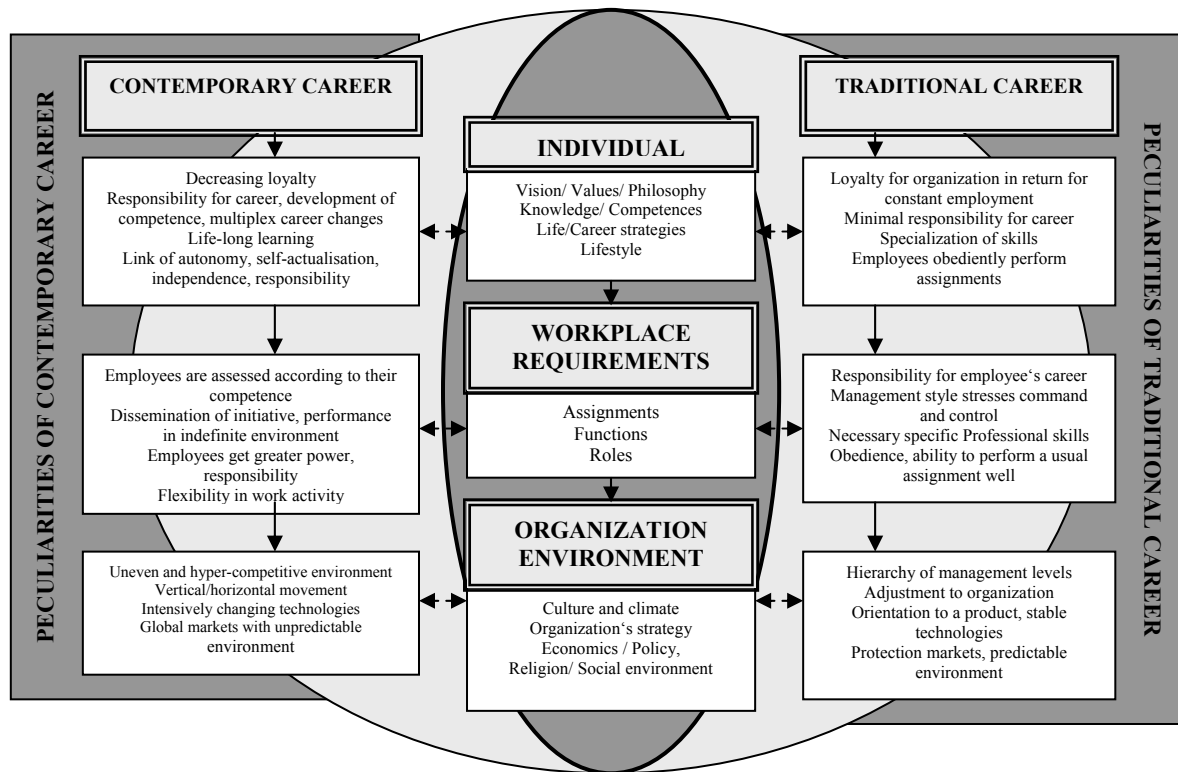 PECULIARITIES OF CONTEMPORARY CAREER
CONTEMPORARY CAREER
Decreasing loyalty
Responsibility for career, development of
competence, multiplex career changes
Life-long learning
Link of autonomy, self-actualisation,
independence, responsibility
Employees are assessed according to their
competence
Dissemination of initiative, performance
in indefinite environment
Employees get greater power,
responsibility
Flexibility in work activity
Uneven and hyper-competitive environment
Vertical/horizontal movement
Intensively changing technologies
Global markets with unpredictable
environment
INDIVIDUAL
Vision/ Values/ Philosophy
Knowledge/ Competences
Life/Career strategies
Lifestyle
WORKPLACE
REQUIREMENTS
Assignments
Functions
Roles
ORGANIZATION
ENVIRONMENT
Culture and climate
Organization‘s strategy
Economics / Policy,
Religion/ Social environment
TRADITIONAL CAREER
Loyalty for organization in return for
constant employment
Minimal responsibility for career
Specialization of skills
Employees obediently perform
assignments
Responsibility for employee‘s career
Management style stresses command
and control
Necessary specific Professional skills
Obedience, ability to perform a usual
assignment well
Hierarchy of management levels
Adjustment to organization
Orientation to a product, stable
technologies
Protection markets, predictable
environment
PECULIARITIES OF TRADITIONAL CAREER